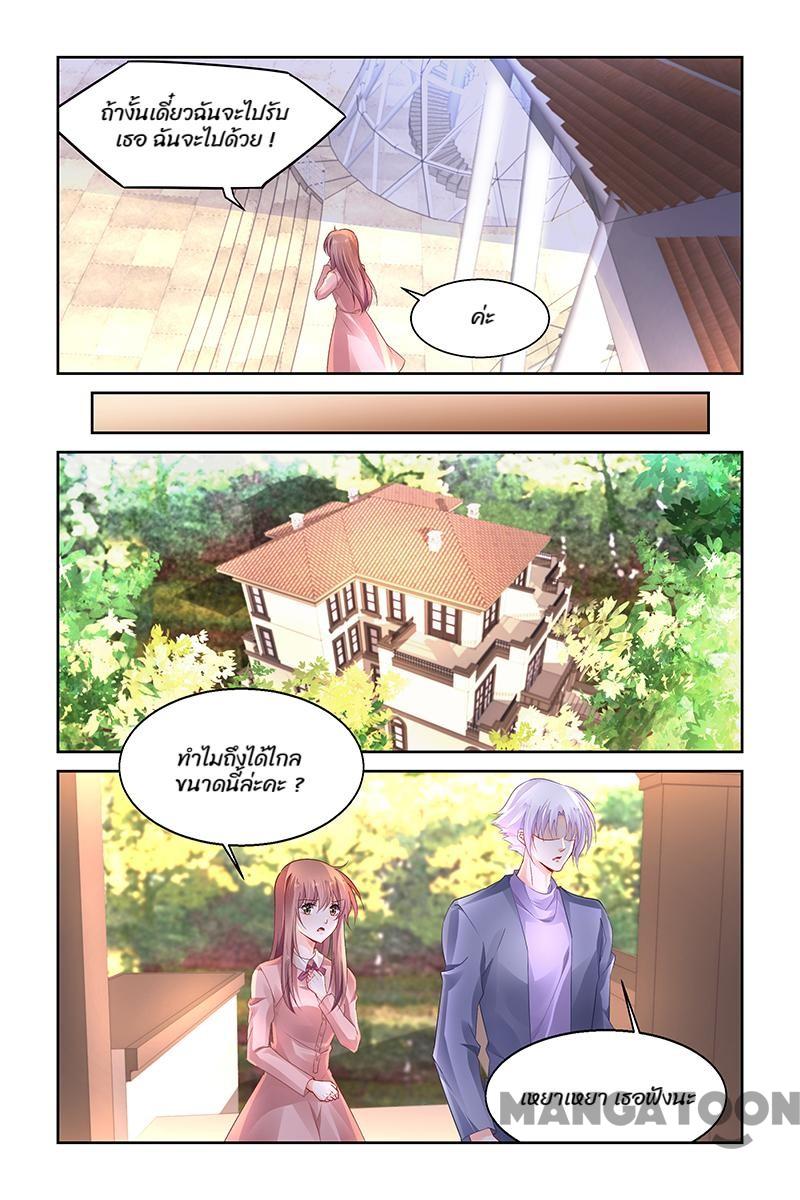 ถ้างั้นเดี๋ยวฉันจะไปรับ
เธอ ฉันจะไปด้วย !
ค่ะ
ทำไมถึงได้ไกล
ขนาดนี้ล่ะคะ ?
เหยาเหยา เธอฟังนะ
MANGATOON